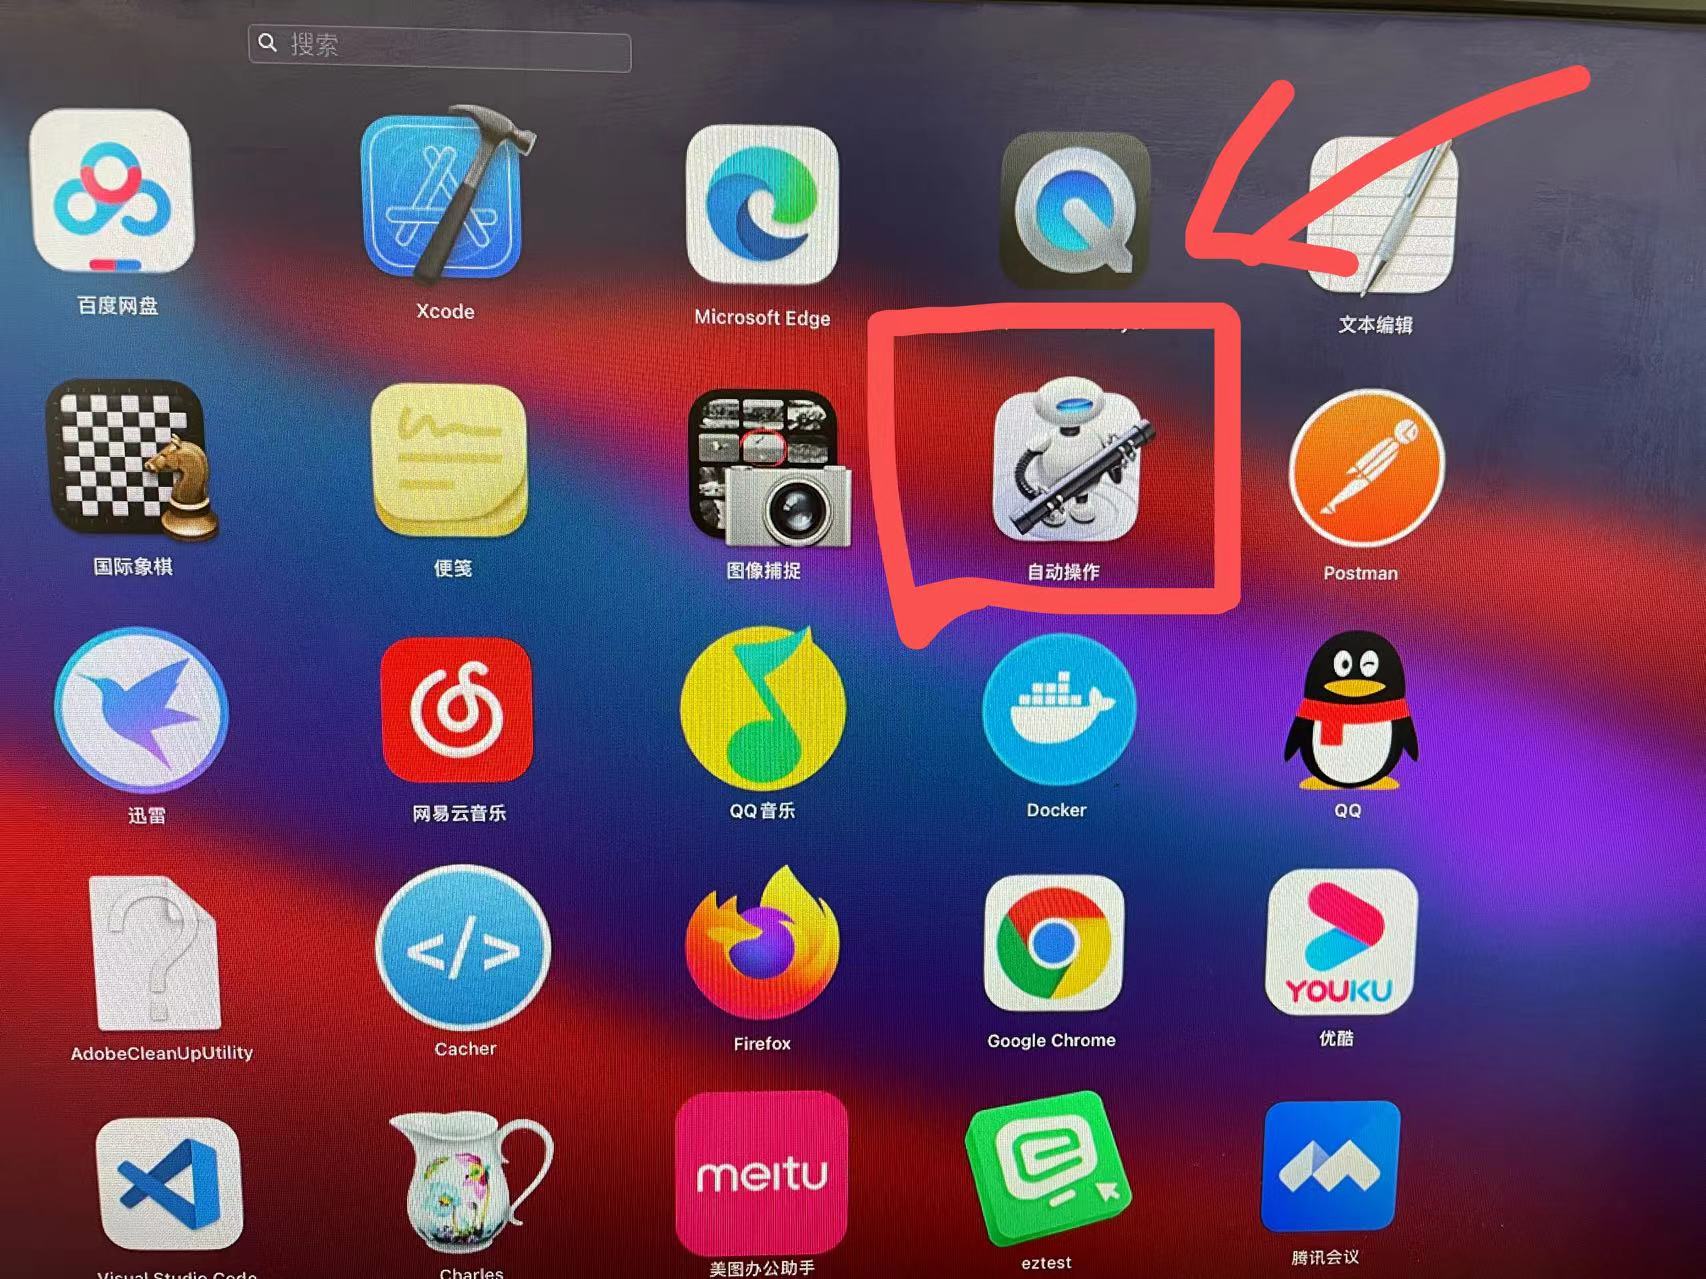 搜索
百度网盘
Xcode
Microsoft Edge
文本编辑
国际象棋
便笺
图像捕捉
自动操作
Postman
迅雷
网易云音乐
QQ音乐
Docker
QQ
YOUKU
AdobeCleanUpUtility
Cacher
Firefox
Google Chrome
优酷
meitu
Visual Studio Code
Charles
美图办公助手
eztest
腾讯会议